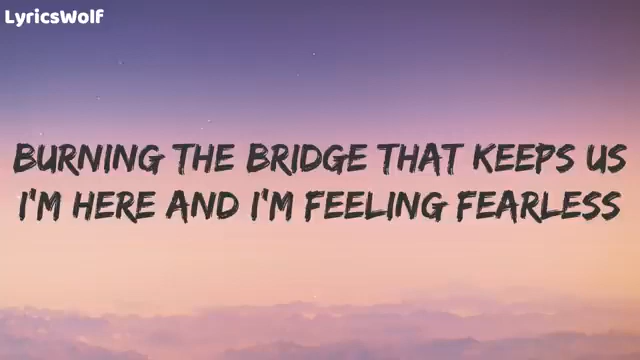 LyricsWolf
BURNING THE BRIDGE THAT KEEPS US
I'M HERE AND I'M FEELING FEARLESS